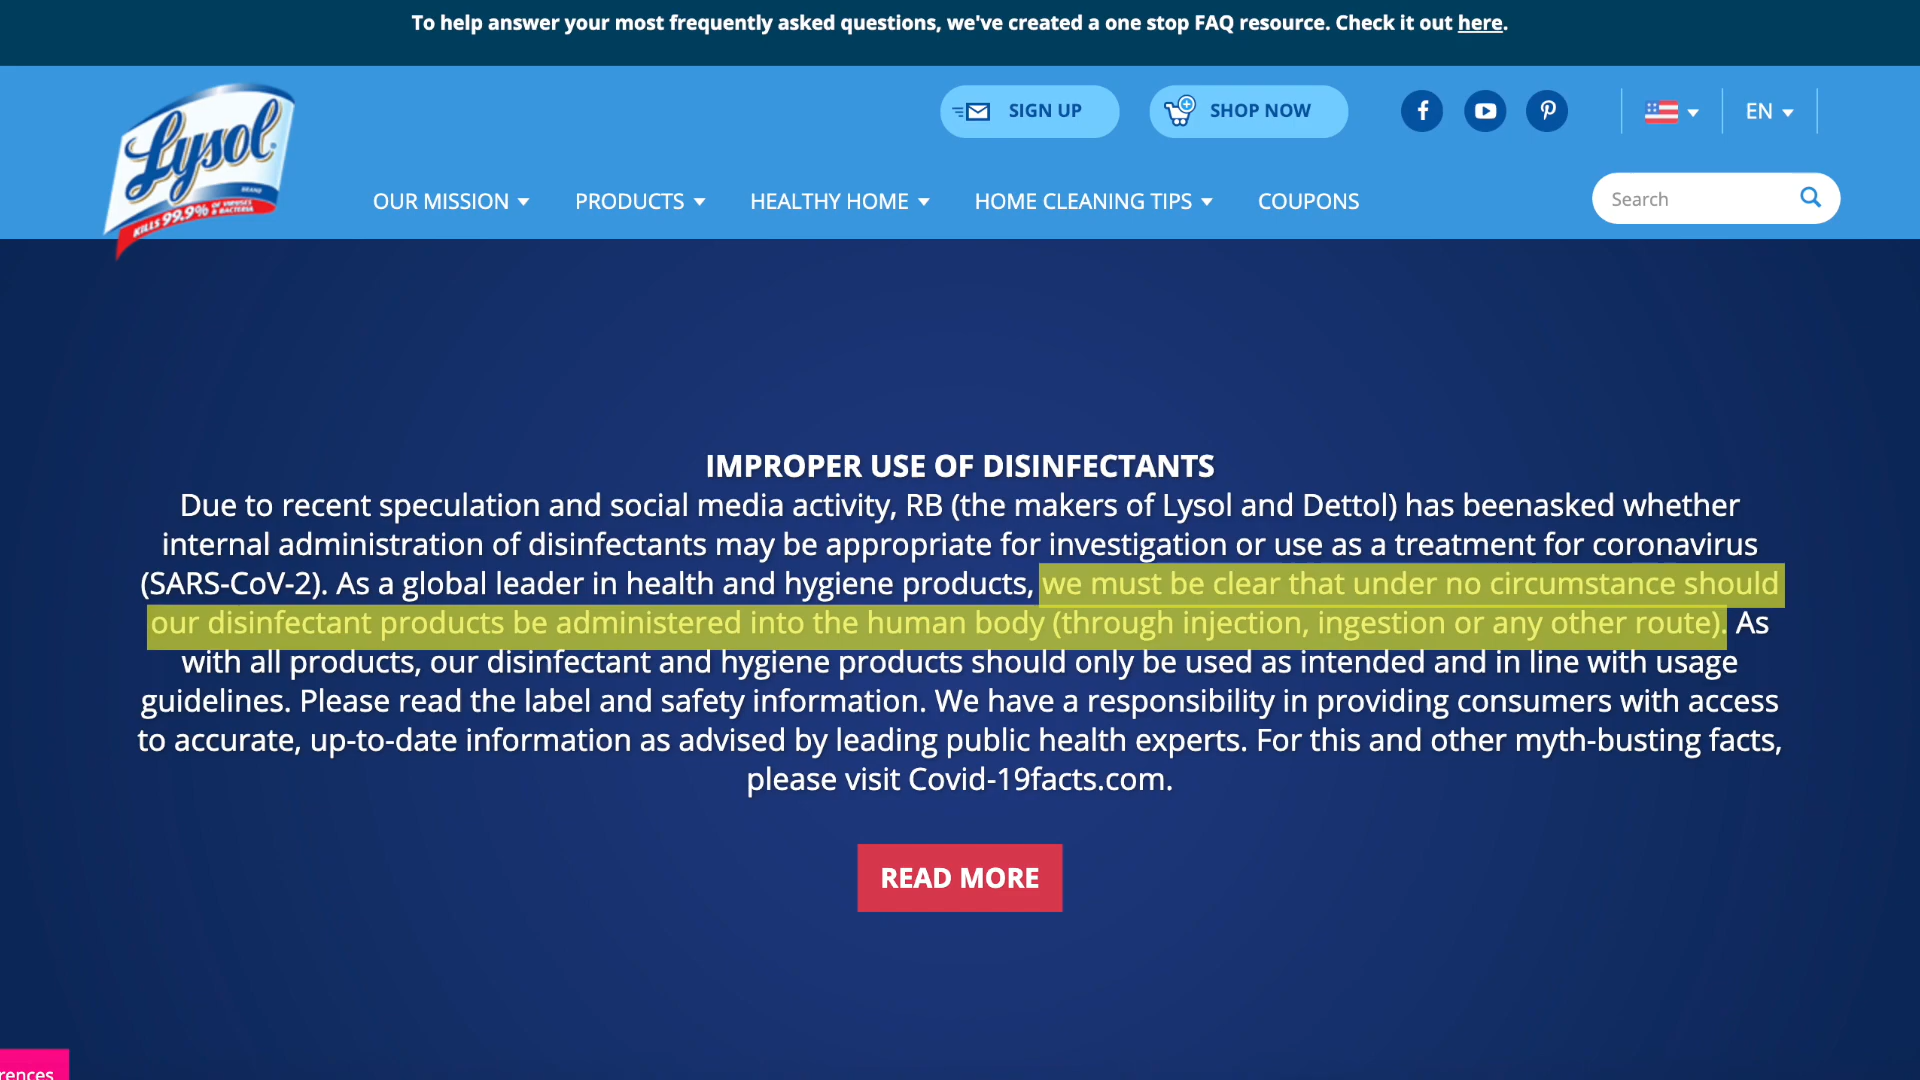 To help answer your most frequently asked questions, we've created a one stop FAQ resource. Check it out here.
SIGN UP
SHOP NOW
EN
Lysol
BRAND
KILLS 99.9% OF VIRUSES & BACTERIA
OUR MISSION
PRODUCTS
HEALTHY HOME
HOME CLEANING TIPS
COUPONS
Search
IMPROPER USE OF DISINFECTANTS
Due to recent speculation and social media activity, RB (the makers of Lysol and Dettol) has beenasked whether
internal administration of disinfectants may be appropriate for investigation or use as a treatment for coronavirus
(SARS-CoV-2). As a global leader in health and hygiene products, we must be clear that under no circumstance should
our disinfectant products be administered into the human body (through injection, ingestion or any other route). As
with all products, our disinfectant and hygiene products should only be used as intended and in line with usage
guidelines. Please read the label and safety information. We have a responsibility in providing consumers with access
to accurate, up-to-date information as advised by leading public health experts. For this and other myth-busting facts,
please visit Covid-19facts.com.
READ MORE
rences